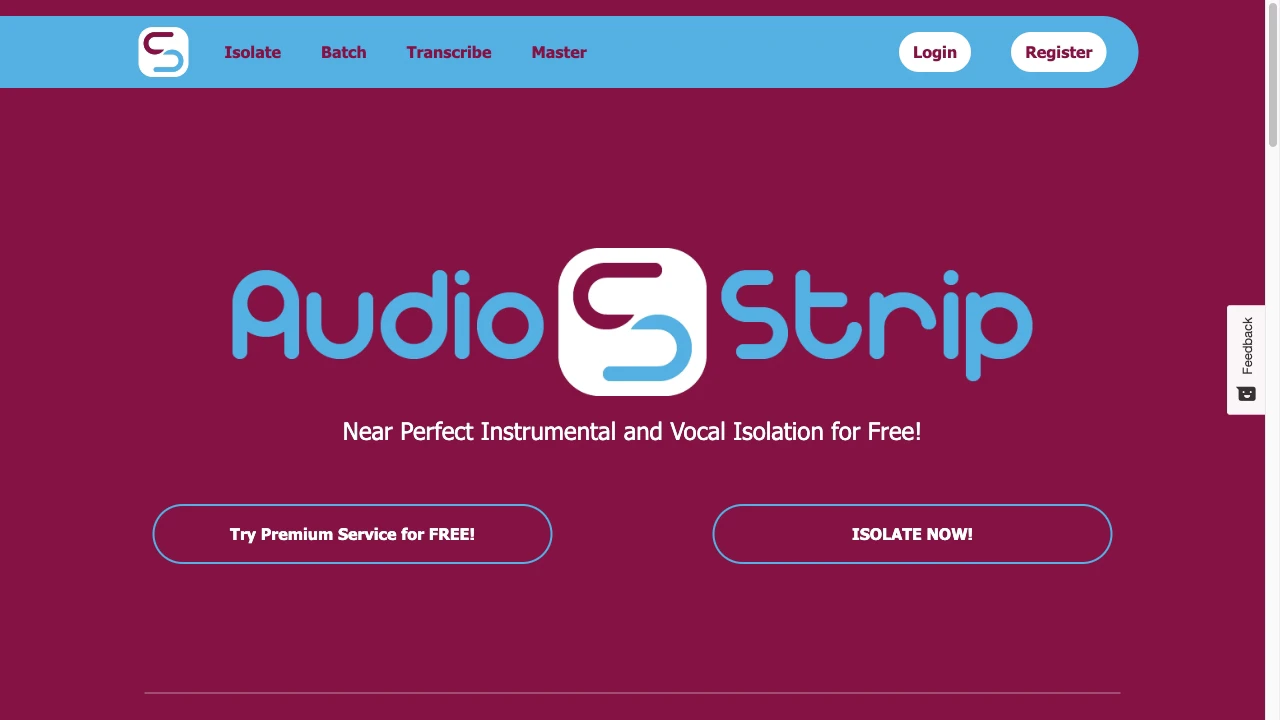 Isolate
Batch
Transcribe
Master
Login
Register
Audio Strip
Near Perfect Instrumental and Vocal Isolation for Free!
Feedback
Try Premium Service for FREE!
ISOLATE NOW!